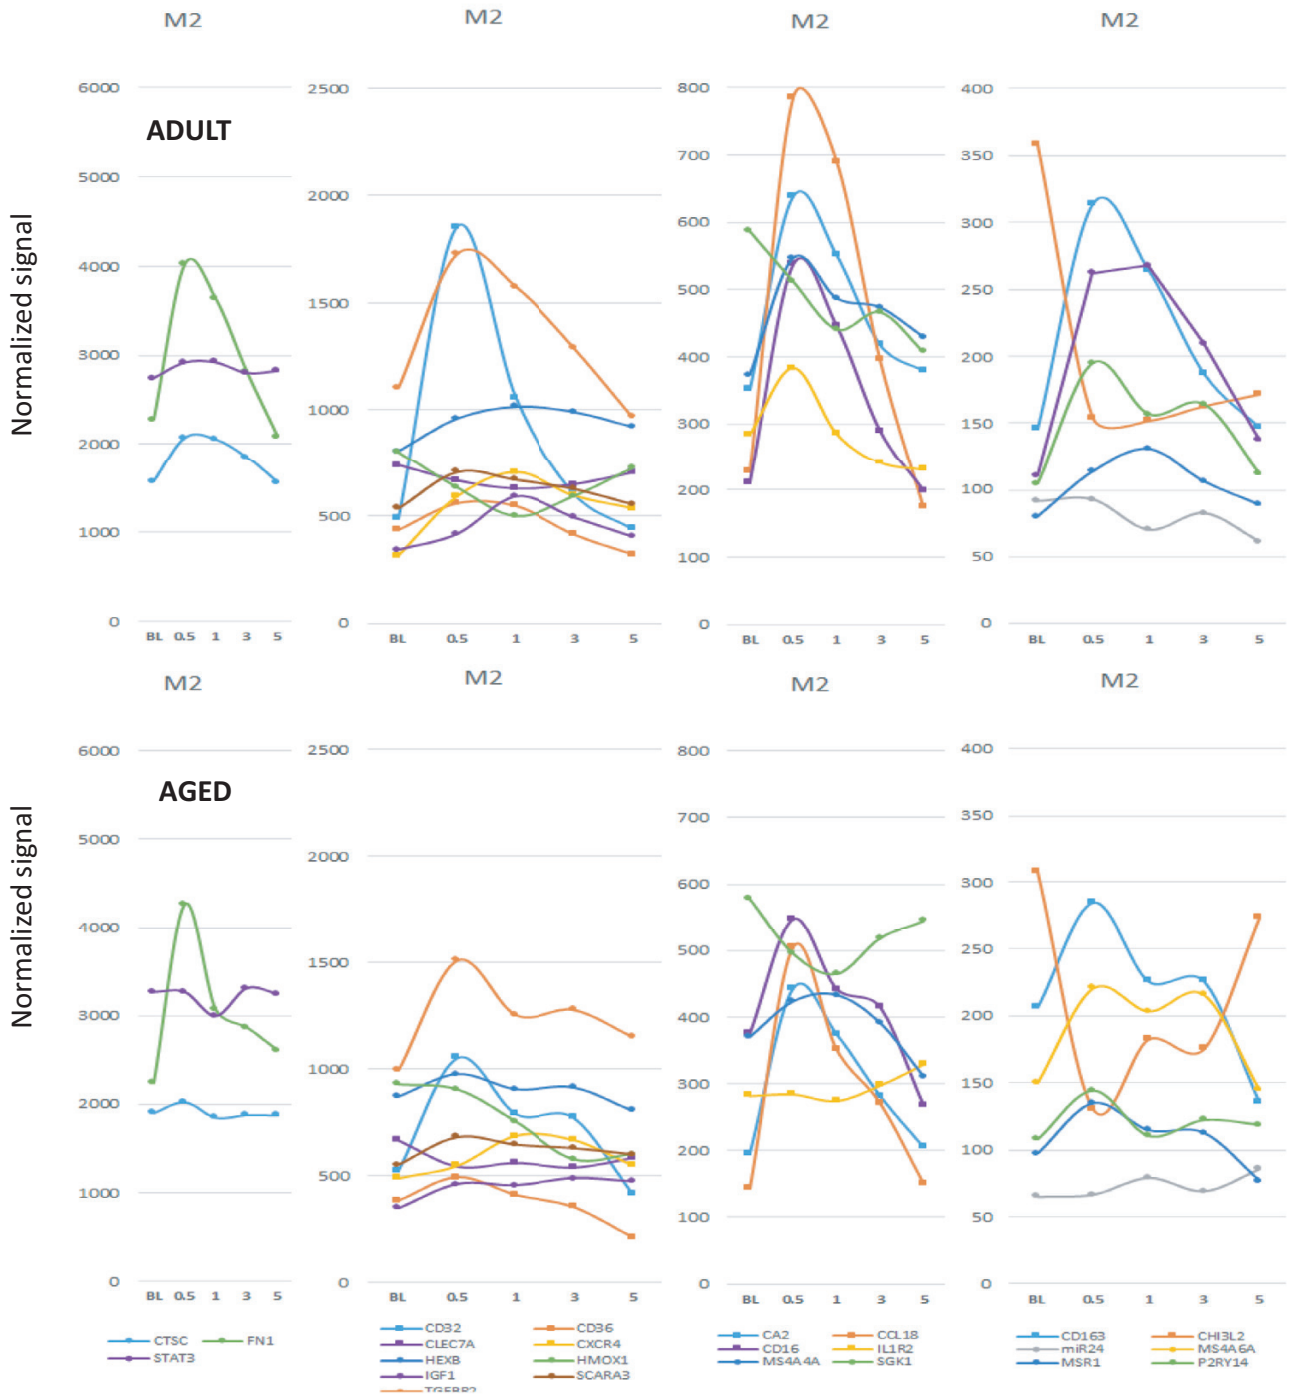 M2
M2
M2
M2
6000
5000
4000
3000
2000
1000
0
ADULT
Normalized signal
BL 0.5 1 3 5
2500
2000
1500
1000
500
0
BL 0.5 1 3 5
800
700
600
500
400
300
200
100
0
BL 0.5 1 3 5
400
350
300
250
200
150
100
50
0
BL 0.5 1 3 5
M2
M2
M2
M2
6000
5000
4000
3000
2000
1000
0
AGED
Normalized signal
BL 0.5 1 3 5
2500
2000
1500
1000
500
0
BL 0.5 1 3 5
800
700
600
500
400
300
200
100
0
BL 0.5 1 3 5
400
350
300
250
200
150
100
50
0
BL 0.5 1 3 5
CTSC FN1
STAT3
CD32 CD36
CLEC7A CXCR4
HEXB HMOX1
IGF1 SCARA3
TGFBR2
CA2 CCL18
CD16 IL1R2
MS4A4A SGK1
CD163 CHI3L2
miR24 MS4A6A
MSR1 P2RY14